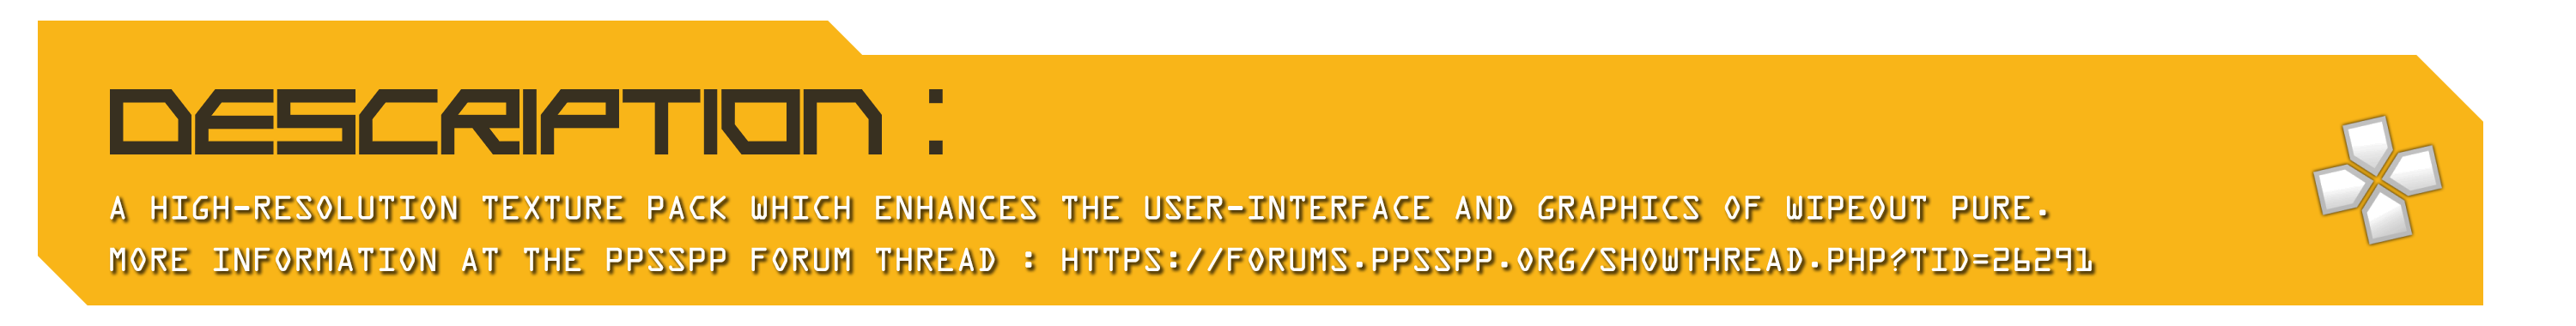 DESCRIPTION :
A HIGH-RESOLUTION TEXTURE PACK WHICH ENHANCES THE USER-INTERFACE AND GRAPHICS OF WIPEOUT PURE.
MORE INFORMATION AT THE PPSSPP FORUM THREAD : HTTPS://FORUMS.PPSSPP.ORG/SHOWTHREAD.PHP?TID=26291